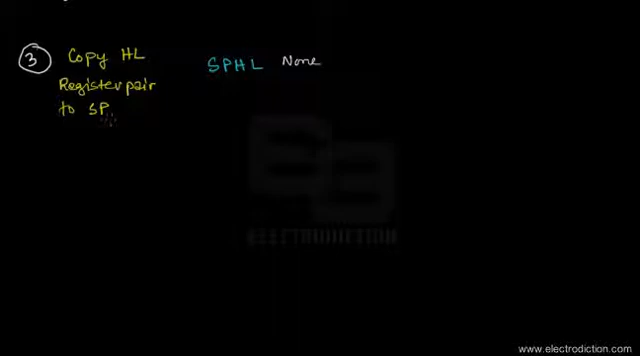 3 Copy HL SPHL None
Register pair
to SP
ELECTRODICTION
www.electrodiction.com